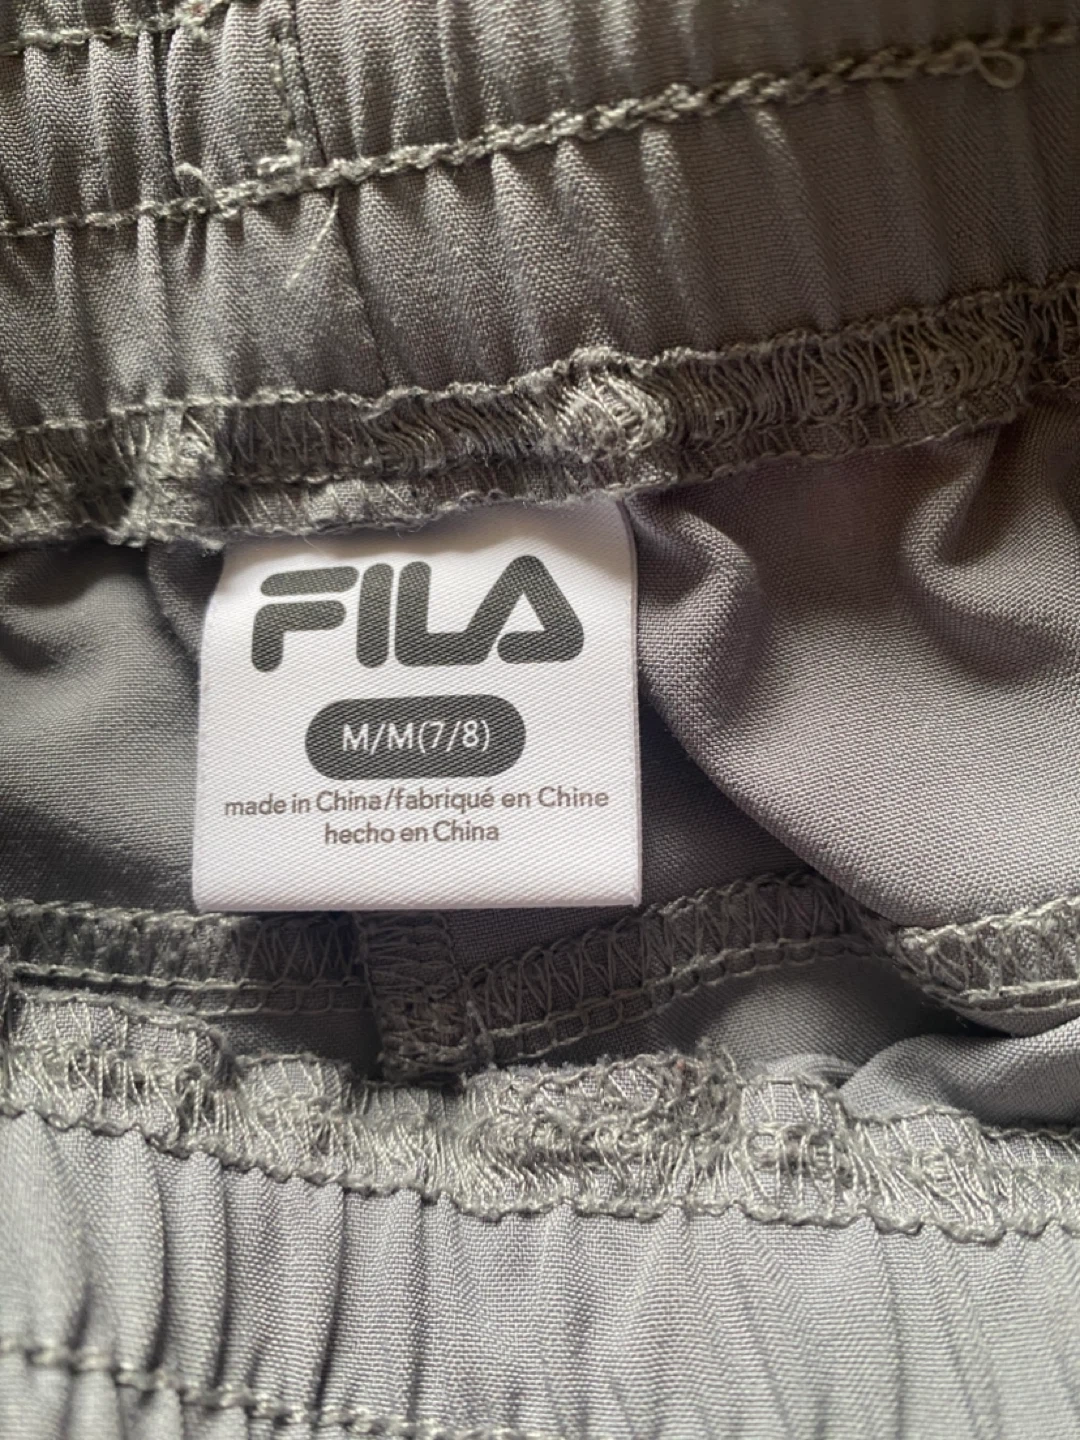 FILA
M/M(7/8)
made in China/fabriqué en Chine
hecho en China